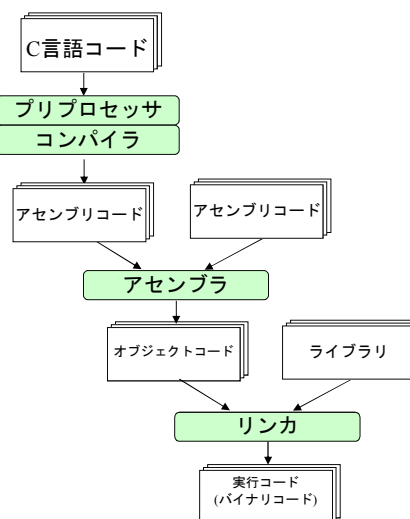 C言語コード
プリプロセッサ
コンパイラ
アセンブリコード
アセンブリコード
アセンブラ
オブジェクトコード
ライブラリ
リンカ
実行コード
(バイナリコード)